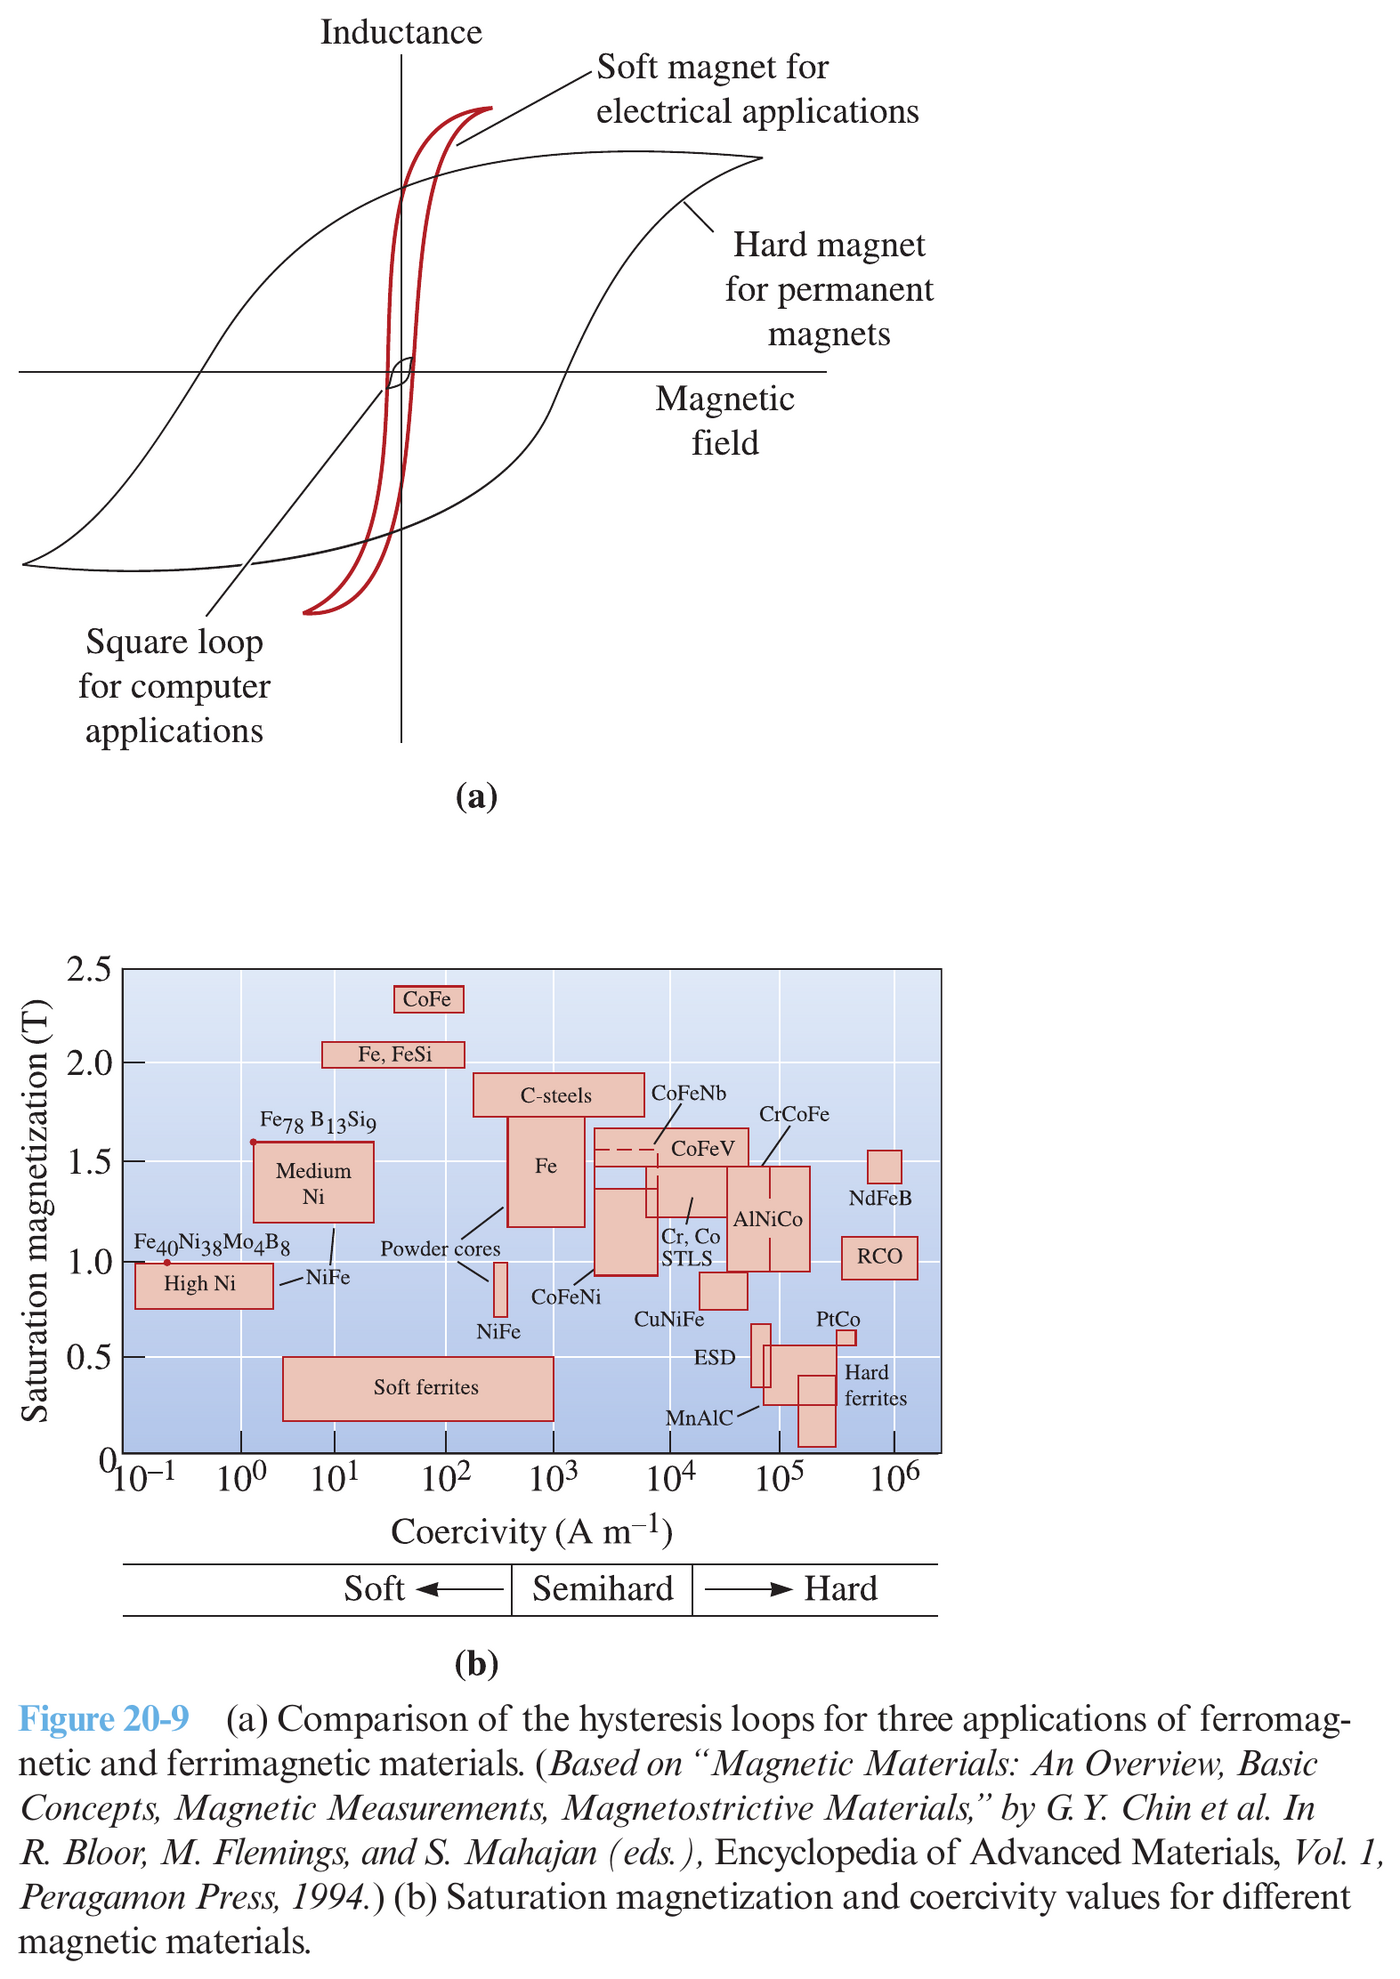 Inductance
Soft magnet for
electrical applications
Hard magnet
for permanent
magnets
Magnetic
field
Square loop
for computer
applications
(a)
Saturation magnetization (T)
2.5
2.0
1.5
1.0
0.5
0
CoFe
Fe, FeSi
C-steels
CoFeNb
CrCoFe
Fe78 B13Si9
CoFeV
Medium
Ni
Fe
NdFeB
AlNiCo
Fe40Ni38Mo4B8
Powder cores
Cr, Co
STLS
RCO
High Ni
NiFe
CoFeNi
CuNiFe
PtCo
NiFe
ESD
Soft ferrites
Hard
ferrites
MnAlC
10–1 100 101 102 103 104 105 106
Coercivity (A m–1)
Soft Semihard Hard
(b)
Figure 20-9 (a) Comparison of the hysteresis loops for three applications of ferromag-
netic and ferrimagnetic materials. (Based on “Magnetic Materials: An Overview, Basic
Concepts, Magnetic Measurements, Magnetostrictive Materials,” by G. Y. Chin et al. In
R. Bloor, M. Flemings, and S. Mahajan (eds.), Encyclopedia of Advanced Materials, Vol. 1,
Peragamon Press, 1994.) (b) Saturation magnetization and coercivity values for different
magnetic materials.